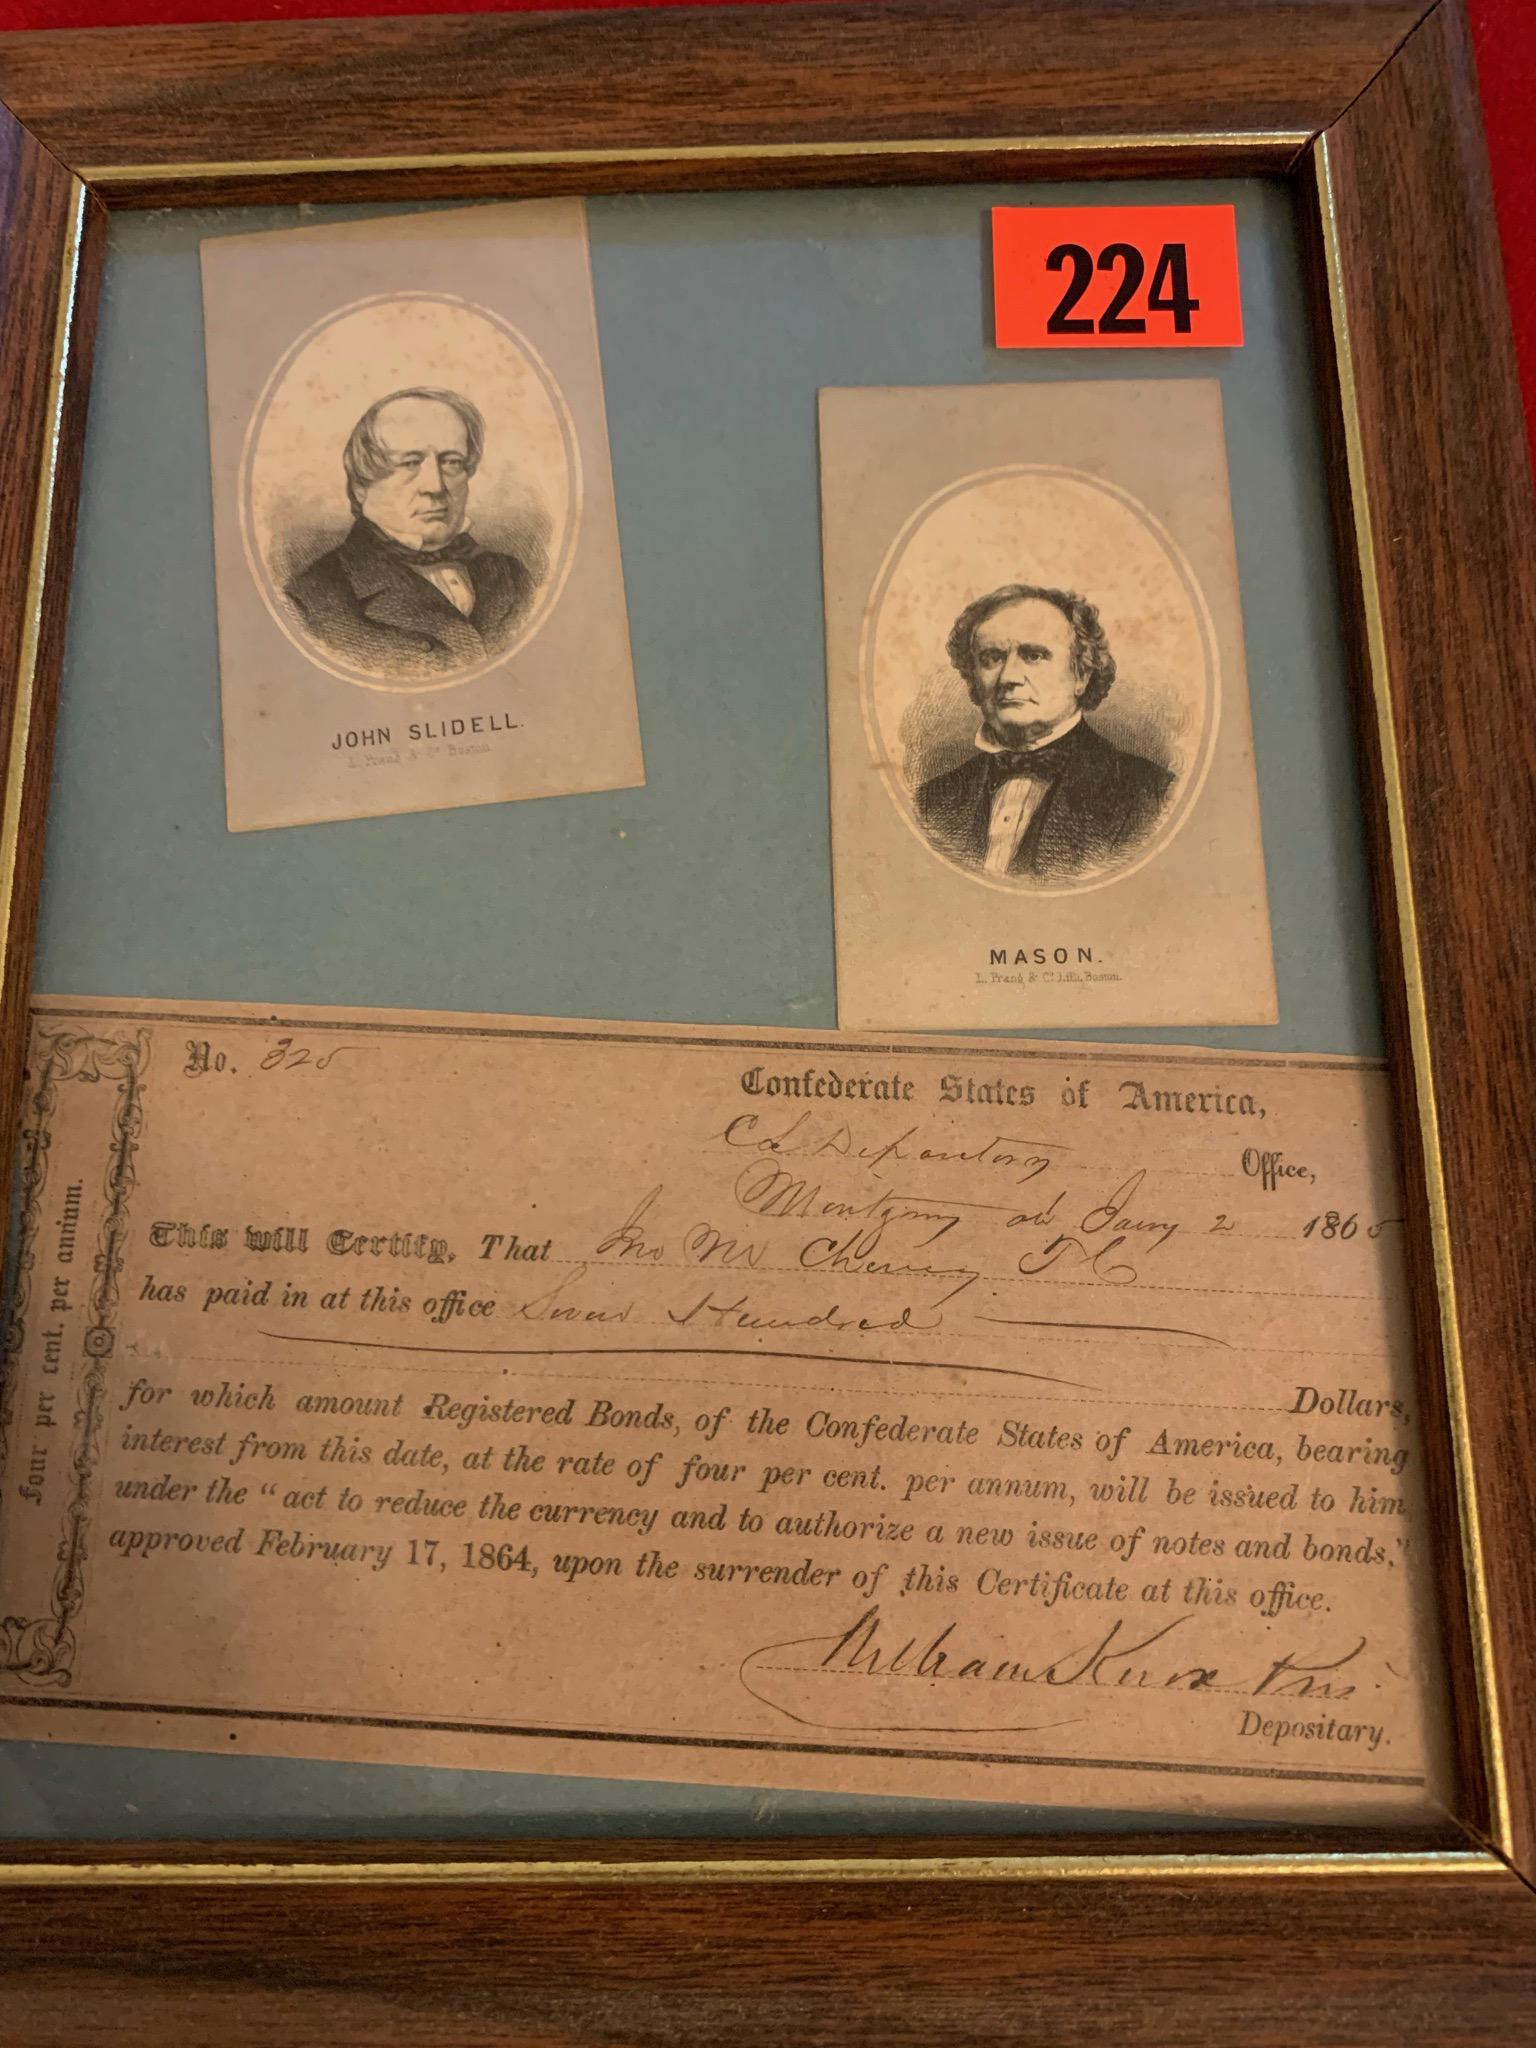 224
JOHN SLIDELL.
L. Prang & Co Boston
MASON.
L. Prang & Co Lith. Boston.
Four per cent. per annum.
No. 325
Confederate States of America,
Depository Office,
1865
This will Certify, That Jno
has paid in at this office Hundred
Dollars,
for which amount Registered Bonds, of the Confederate States of America, bearing
interest from this date, at the rate of four per cent. per annum, will be issued to him
under the "act to reduce the currency and to authorize a new issue of notes and bonds,"
approved February 17, 1864, upon the surrender of this Certificate at this office.
William Knox
Depositary.